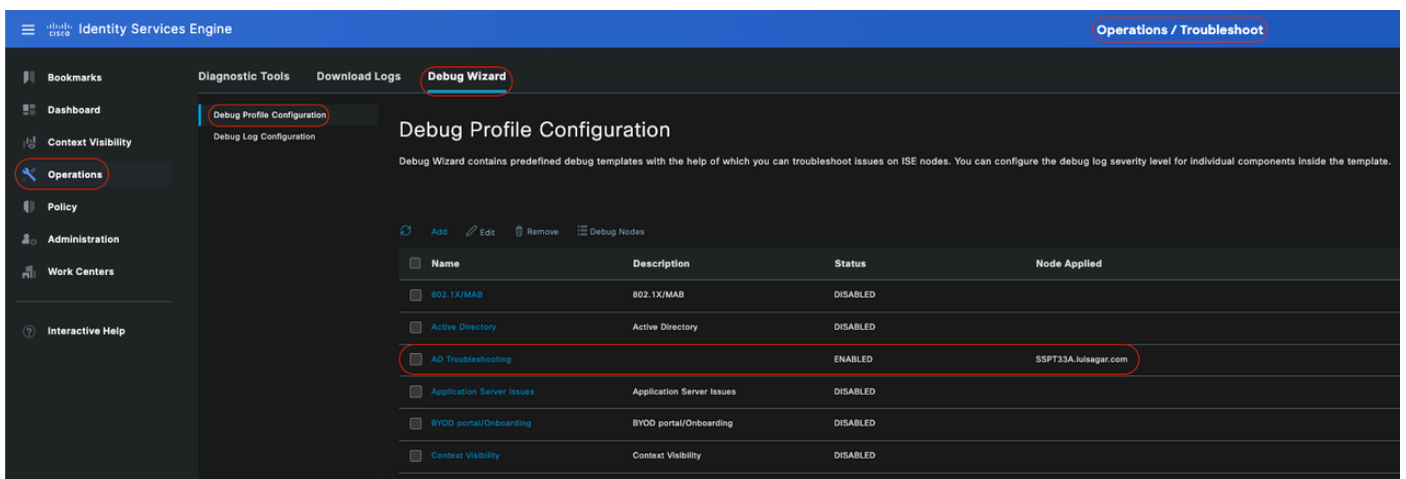 cisco Identity Services Engine
Operations / Troubleshoot
Bookmarks
Dashboard
Context Visibility
Operations
Policy
Administration
Work Centers
Interactive Help
Diagnostic Tools Download Logs Debug Wizard
Debug Profile Configuration
Debug Log Configuration
Debug Profile Configuration
Debug Wizard contains predefined debug templates with the help of which you can troubleshoot issues on ISE nodes. You can configure the debug log severity level for individual components inside the template.
Add Edit Remove Debug Nodes
Name Description Status Node Applied
802.1X/MAB 802.1X/MAB DISABLED
Active Directory Active Directory DISABLED
AD Troubleshooting ENABLED SSPT33A.luisagar.com
Application Server Issues Application Server Issues DISABLED
BYOD portal/Onboarding BYOD portal/Onboarding DISABLED
Context Visibility Context Visibility DISABLED